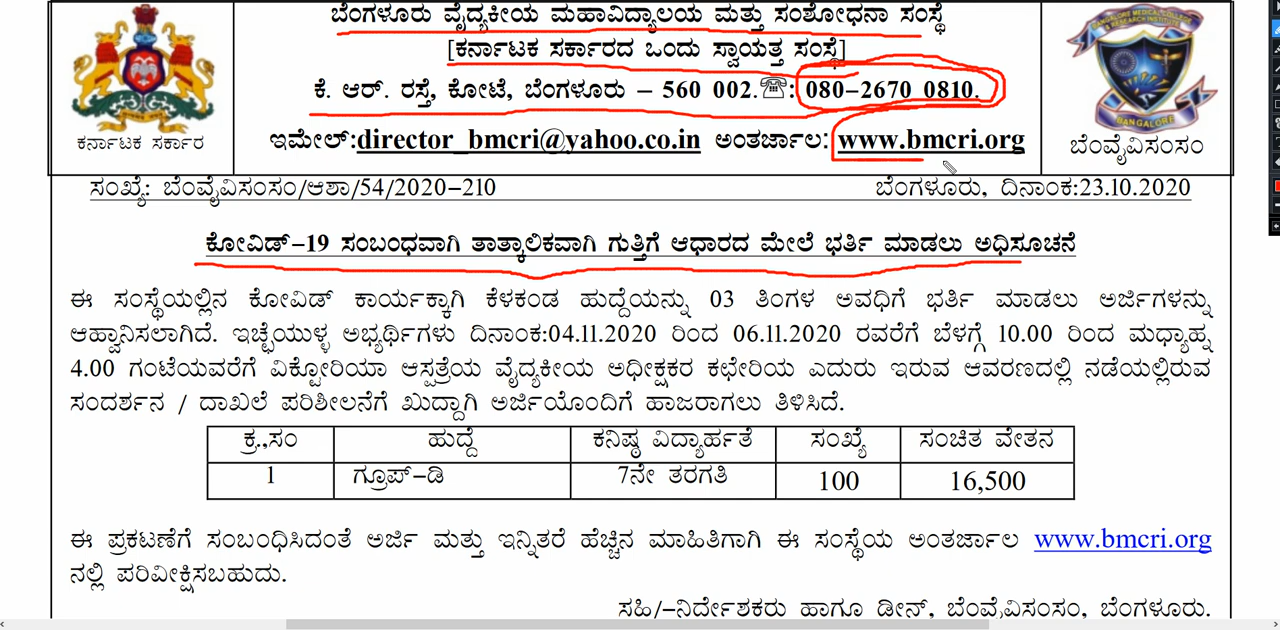 ಬೆಂಗಳೂರು ವೈದ್ಯಕೀಯ ಮಹಾವಿದ್ಯಾಲಯ ಮತ್ತು ಸಂಶೋಧನಾ ಸಂಸ್ಥೆ
[ಕರ್ನಾಟಕ ಸರ್ಕಾರದ ಒಂದು ಸ್ವಾಯತ್ತ ಸಂಸ್ಥೆ]
ಕೆ. ಆರ್. ರಸ್ತೆ, ಕೋಟೆ, ಬೆಂಗಳೂರು – 560 002.☏: 080–2670 0810.
ಇಮೇಲ್:director_bmcri@yahoo.co.in ಅಂತರ್ಜಾಲ: www.bmcri.org
ಕರ್ನಾಟಕ ಸರ್ಕಾರ
BANGALORE
ಬೆಂವೈವಿಸಂಸಂ
ಸಂಖ್ಯೆ: ಬೆಂವೈವಿಸಂಸಂ/ಆಶಾ/54/2020–210 ಬೆಂಗಳೂರು, ದಿನಾಂಕ:23.10.2020
ಕೋವಿಡ್–19 ಸಂಬಂಧವಾಗಿ ತಾತ್ಕಾಲಿಕವಾಗಿ ಗುತ್ತಿಗೆ ಆಧಾರದ ಮೇಲೆ ಭರ್ತಿ ಮಾಡಲು ಅಧಿಸೂಚನೆ
ಈ ಸಂಸ್ಥೆಯಲ್ಲಿನ ಕೋವಿಡ್ ಕಾರ್ಯಕ್ಕಾಗಿ ಕೆಳಕಂಡ ಹುದ್ದೆಯನ್ನು 03 ತಿಂಗಳ ಅವಧಿಗೆ ಭರ್ತಿ ಮಾಡಲು ಅರ್ಜಿಗಳನ್ನು
ಆಹ್ವಾನಿಸಲಾಗಿದೆ. ಇಚ್ಛೆಯುಳ್ಳ ಅಭ್ಯರ್ಥಿಗಳು ದಿನಾಂಕ:04.11.2020 ರಿಂದ 06.11.2020 ರವರೆಗೆ ಬೆಳಗ್ಗೆ 10.00 ರಿಂದ ಮಧ್ಯಾಹ್ನ
4.00 ಗಂಟೆಯವರೆಗೆ ವಿಕ್ಟೋರಿಯಾ ಆಸ್ಪತ್ರೆಯ ವೈದ್ಯಕೀಯ ಅಧೀಕ್ಷಕರ ಕಛೇರಿಯ ಎದುರು ಇರುವ ಆವರಣದಲ್ಲಿ ನಡೆಯಲ್ಲಿರುವ
ಸಂದರ್ಶನ / ದಾಖಲೆ ಪರಿಶೀಲನೆಗೆ ಖುದ್ದಾಗಿ ಅರ್ಜಿಯೊಂದಿಗೆ ಹಾಜರಾಗಲು ತಿಳಿಸಿದೆ.
ಕ್ರ.,ಸಂ ಹುದ್ದೆ ಕನಿಷ್ಠ ವಿದ್ಯಾರ್ಹತೆ ಸಂಖ್ಯೆ ಸಂಚಿತ ವೇತನ
1 ಗ್ರೂಪ್–ಡಿ 7ನೇ ತರಗತಿ 100 16,500
ಈ ಪ್ರಕಟಣೆಗೆ ಸಂಬಂಧಿಸಿದಂತೆ ಅರ್ಜಿ ಮತ್ತು ಇನ್ನಿತರೆ ಹೆಚ್ಚಿನ ಮಾಹಿತಿಗಾಗಿ ಈ ಸಂಸ್ಥೆಯ ಅಂತರ್ಜಾಲ www.bmcri.org
ನಲ್ಲಿ ಪರಿವೀಕ್ಷಿಸಬಹುದು.
ಸಹಿ/–ನಿರ್ದೇಶಕರು ಹಾಗೂ ಡೀನ್, ಬೆಂವೈವಿಸಂಸಂ, ಬೆಂಗಳೂರು.